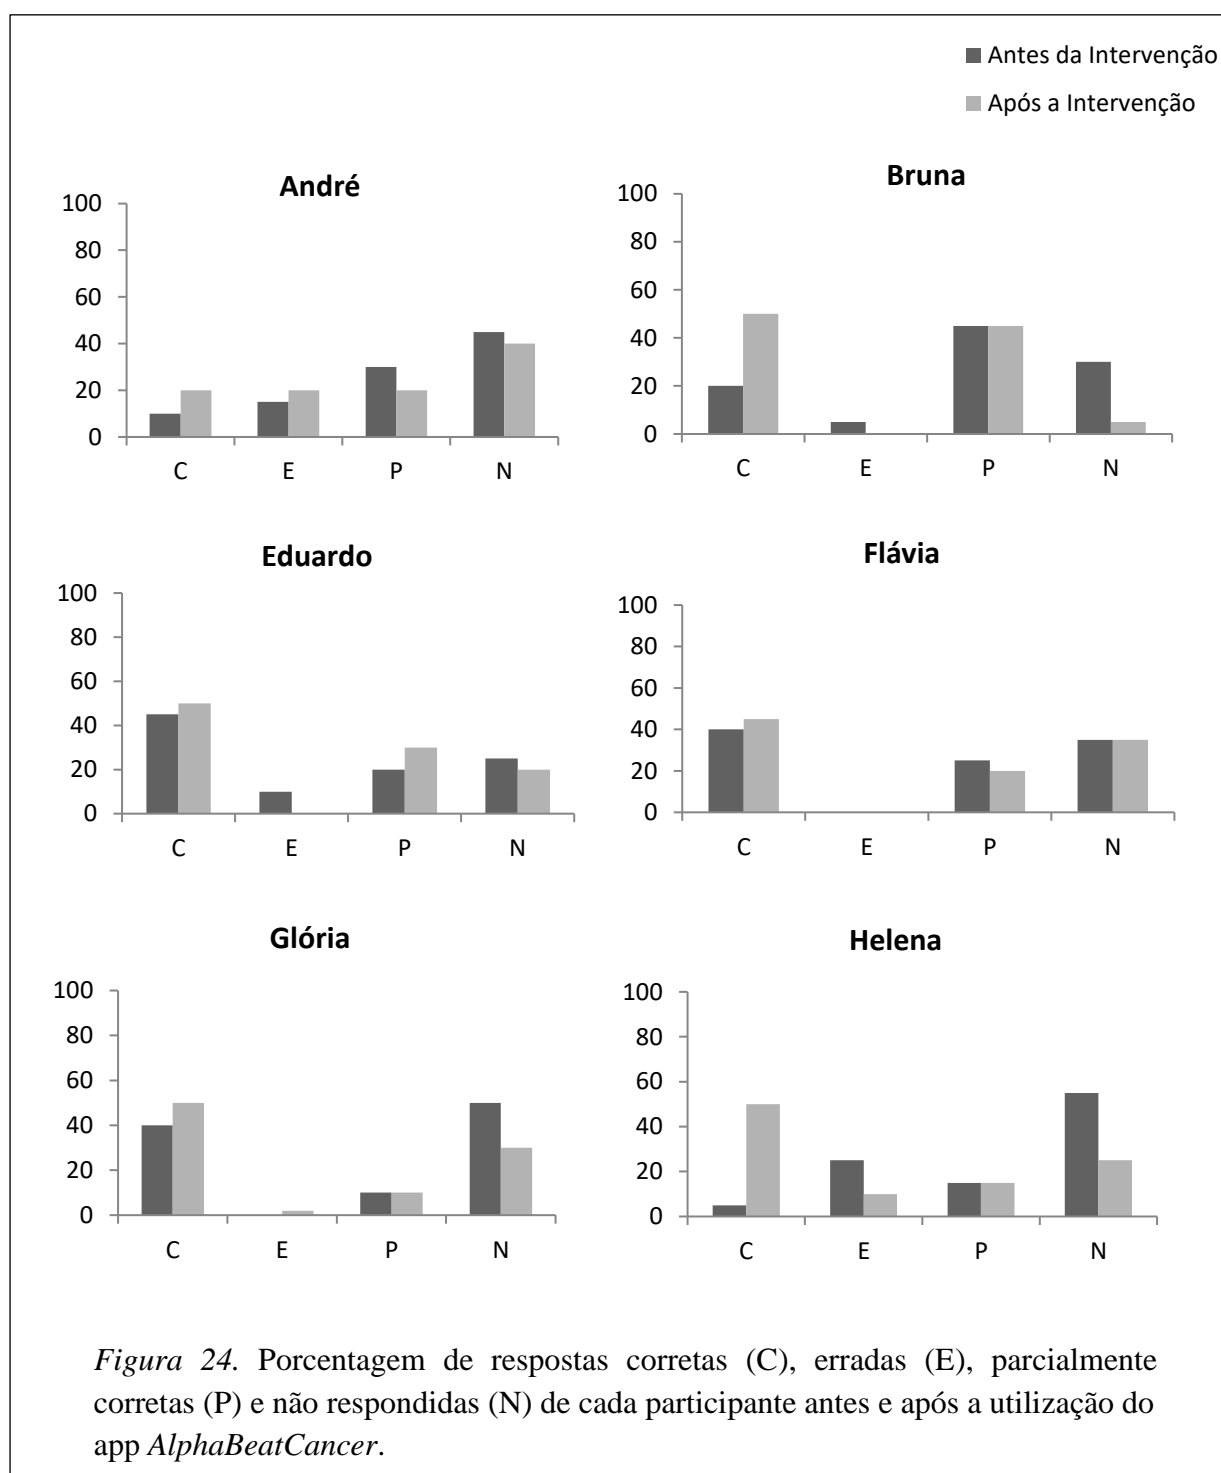 Antes da Intervenção
Após a Intervenção
André
100
80
60
40
20
0
C E P N
Bruna
100
80
60
40
20
0
C E P N
Eduardo
100
80
60
40
20
0
C E P N
Flávia
100
80
60
40
20
0
C E P N
Glória
100
80
60
40
20
0
C E P N
Helena
100
80
60
40
20
0
C E P N
Figura 24. Porcentagem de respostas corretas (C), erradas (E), parcialmente
corretas (P) e não respondidas (N) de cada participante antes e após a utilização do
app AlphaBeatCancer.